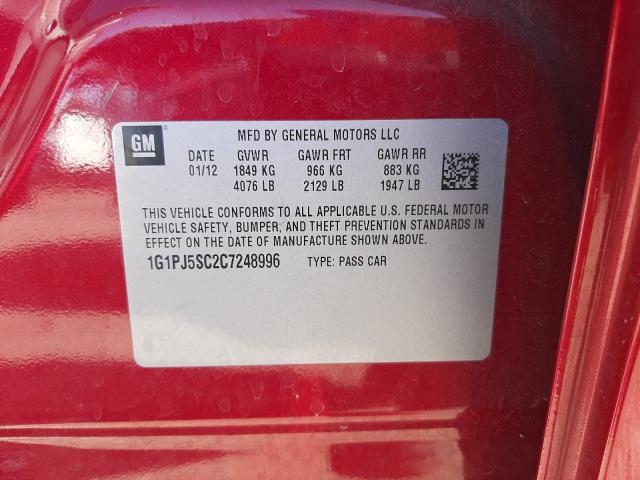 GM®
MFD BY GENERAL MOTORS LLC
DATE GVWR GAWR FRT GAWR RR
01/12 1849 KG 966 KG 883 KG
4076 LB 2129 LB 1947 LB
THIS VEHICLE CONFORMS TO ALL APPLICABLE U.S. FEDERAL MOTOR
VEHICLE SAFETY, BUMPER, AND THEFT PREVENTION STANDARDS IN
EFFECT ON THE DATE OF MANUFACTURE SHOWN ABOVE.
1G1PJ5SC2C7248996 TYPE: PASS CAR